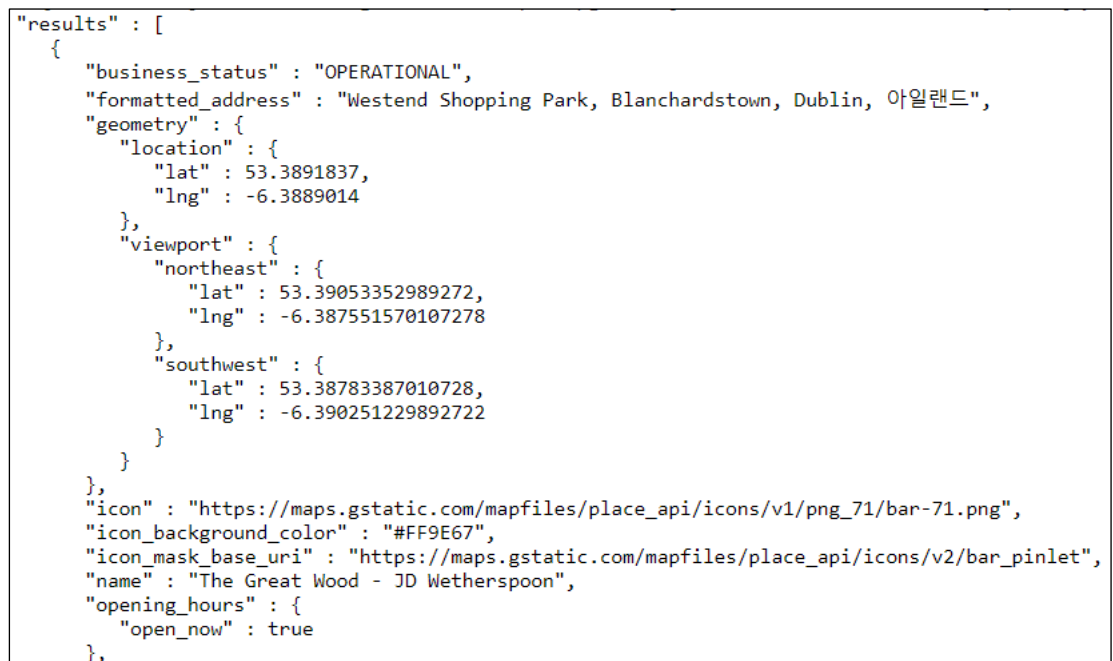 "results" : [
{
"business_status" : "OPERATIONAL",
"formatted_address" : "Westend Shopping Park, Blanchardstown, Dublin, 아일랜드",
"geometry" : {
"location" : {
"lat" : 53.3891837,
"lng" : -6.3889014
},
"viewport" : {
"northeast" : {
"lat" : 53.39053352989272,
"lng" : -6.387551570107278
},
"southwest" : {
"lat" : 53.38783387010728,
"lng" : -6.390251229892722
}
}
},
"icon" : "https://maps.gstatic.com/mapfiles/place_api/icons/v1/png_71/bar-71.png",
"icon_background_color" : "#FF9E67",
"icon_mask_base_uri" : "https://maps.gstatic.com/mapfiles/place_api/icons/v2/bar_pinlet",
"name" : "The Great Wood - JD Wetherspoon",
"opening_hours" : {
"open_now" : true
},